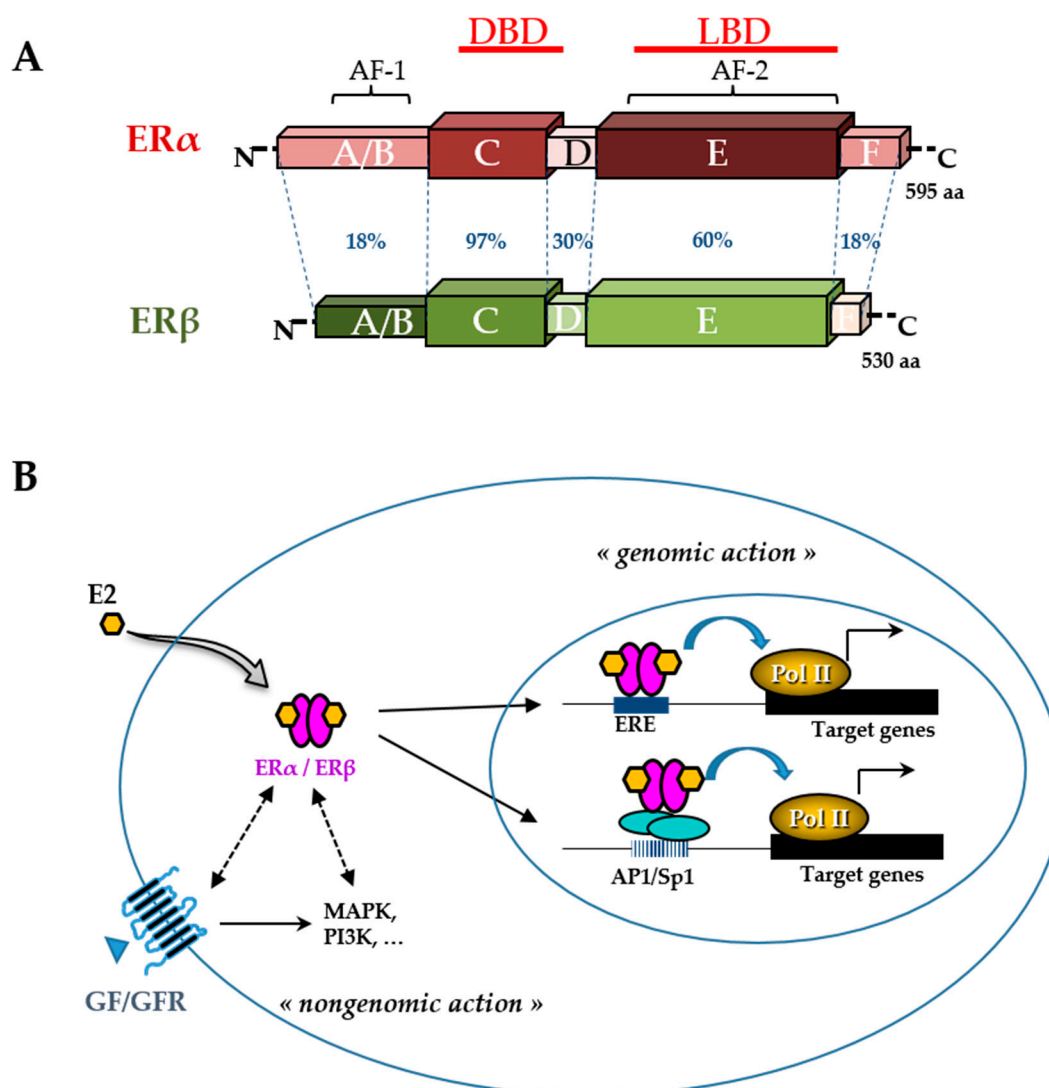 A
DBD
LBD
AF-1
AF-2
ERα
N
A/B
C
D
E
F
C
595 aa
18%
97%
30%
60%
18%
ERβ
N
A/B
C
D
E
F
C
530 aa
B
« genomic action »
E2
Pol II
ERE
Target genes
ERα / ERβ
Pol II
AP1/Sp1
Target genes
MAPK,
PI3K, ...
GF/GFR
« nongenomic action »